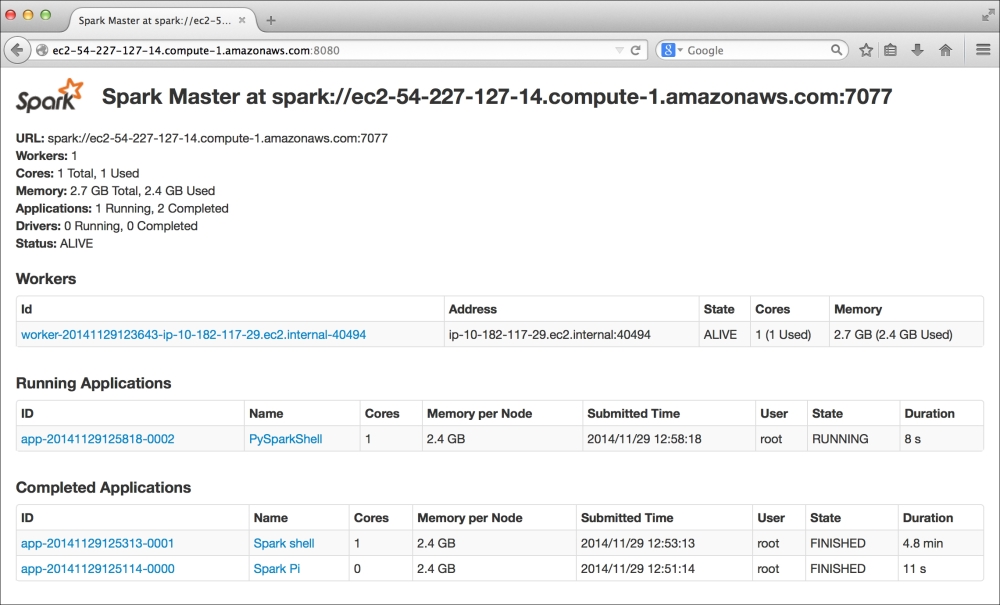 Spark Master at spark://ec2-5...
ec2-54-227-127-14.compute-1.amazonaws.com:8080
Google
Spark Spark Master at spark://ec2-54-227-127-14.compute-1.amazonaws.com:7077
URL: spark://ec2-54-227-127-14.compute-1.amazonaws.com:7077
Workers: 1
Cores: 1 Total, 1 Used
Memory: 2.7 GB Total, 2.4 GB Used
Applications: 1 Running, 2 Completed
Drivers: 0 Running, 0 Completed
Status: ALIVE
Workers
Id Address State Cores Memory
worker-20141129123643-ip-10-182-117-29.ec2.internal-40494 ip-10-182-117-29.ec2.internal:40494 ALIVE 1 (1 Used) 2.7 GB (2.4 GB Used)
Running Applications
ID Name Cores Memory per Node Submitted Time User State Duration
app-20141129125818-0002 PySparkShell 1 2.4 GB 2014/11/29 12:58:18 root RUNNING 8 s
Completed Applications
ID Name Cores Memory per Node Submitted Time User State Duration
app-20141129125313-0001 Spark shell 1 2.4 GB 2014/11/29 12:53:13 root FINISHED 4.8 min
app-20141129125114-0000 Spark Pi 0 2.4 GB 2014/11/29 12:51:14 root FINISHED 11 s